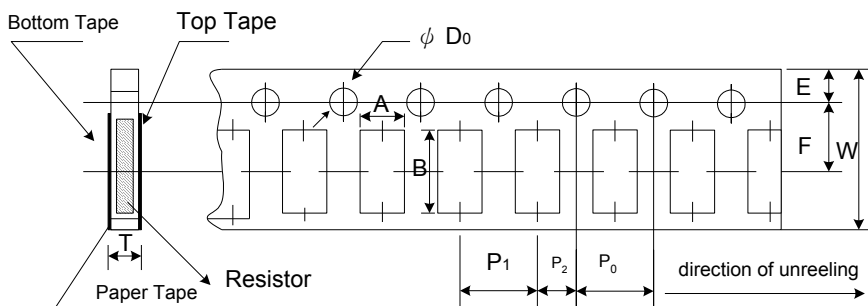 Bottom Tape
Top Tape
ψ D0
E
A
F
W
B
T
P1
P2
P0
Resistor
direction of unreeling
Paper Tape